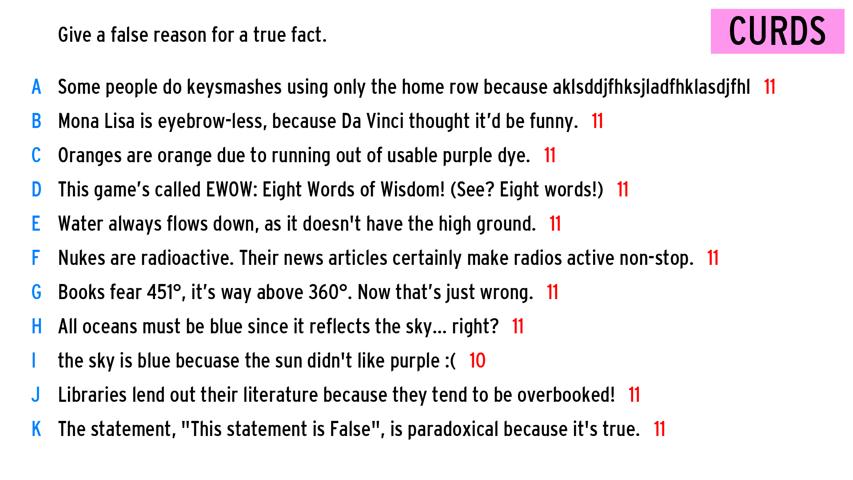 Give a false reason for a true fact.
CURDS
A Some people do keysmashes using only the home row because aklsddjfhksjladfhklasdjfhl 11
B Mona Lisa is eyebrow-less, because Da Vinci thought it’d be funny. 11
C Oranges are orange due to running out of usable purple dye. 11
D This game’s called EWOW: Eight Words of Wisdom! (See? Eight words!) 11
E Water always flows down, as it doesn't have the high ground. 11
F Nukes are radioactive. Their news articles certainly make radios active non-stop. 11
G Books fear 451°, it’s way above 360°. Now that’s just wrong. 11
H All oceans must be blue since it reflects the sky... right? 11
I the sky is blue becuase the sun didn't like purple :( 10
J Libraries lend out their literature because they tend to be overbooked! 11
K The statement, "This statement is False", is paradoxical because it's true. 11